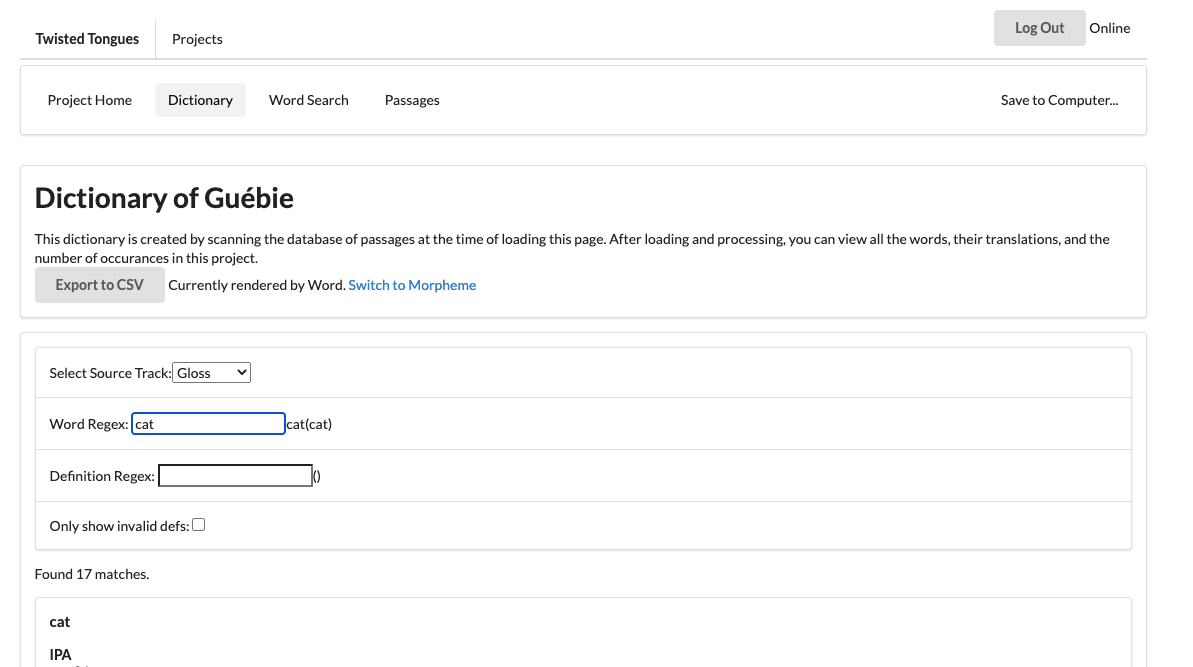 Twisted Tongues Projects Log Out Online
Project Home Dictionary Word Search Passages Save to Computer...
Dictionary of Guébie
This dictionary is created by scanning the database of passages at the time of loading this page. After loading and processing, you can view all the words, their translations, and the
number of occurances in this project.
Export to CSV Currently rendered by Word. Switch to Morpheme
Select Source Track: Gloss
Word Regex: cat cat(cat)
Definition Regex: ()
Only show invalid defs:
Found 17 matches.
cat
IPA